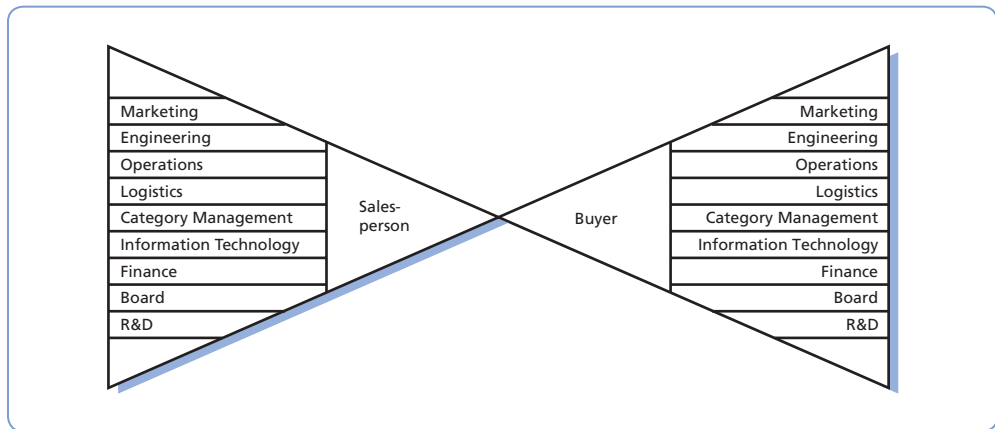 Marketing
Engineering
Operations
Logistics
Category Management
Information Technology
Finance
Board
R&D
Sales-
person
Buyer
Marketing
Engineering
Operations
Logistics
Category Management
Information Technology
Finance
Board
R&D